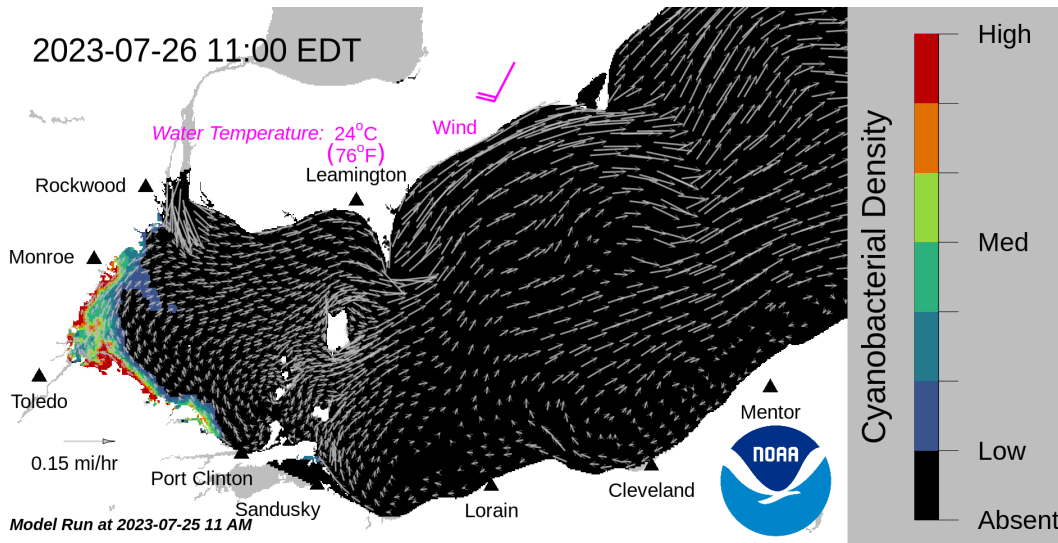 2023-07-26 11:00 EDT
High
Wind
Water Temperature: 24°C
(76°F)
Leamington
Rockwood
Cyanobacterial Density
Med
Monroe
Toledo
Mentor
NOAA
0.15 mi/hr
Low
Port Clinton
Cleveland
Sandusky
Lorain
Absent
Model Run at 2023-07-25 11 AM